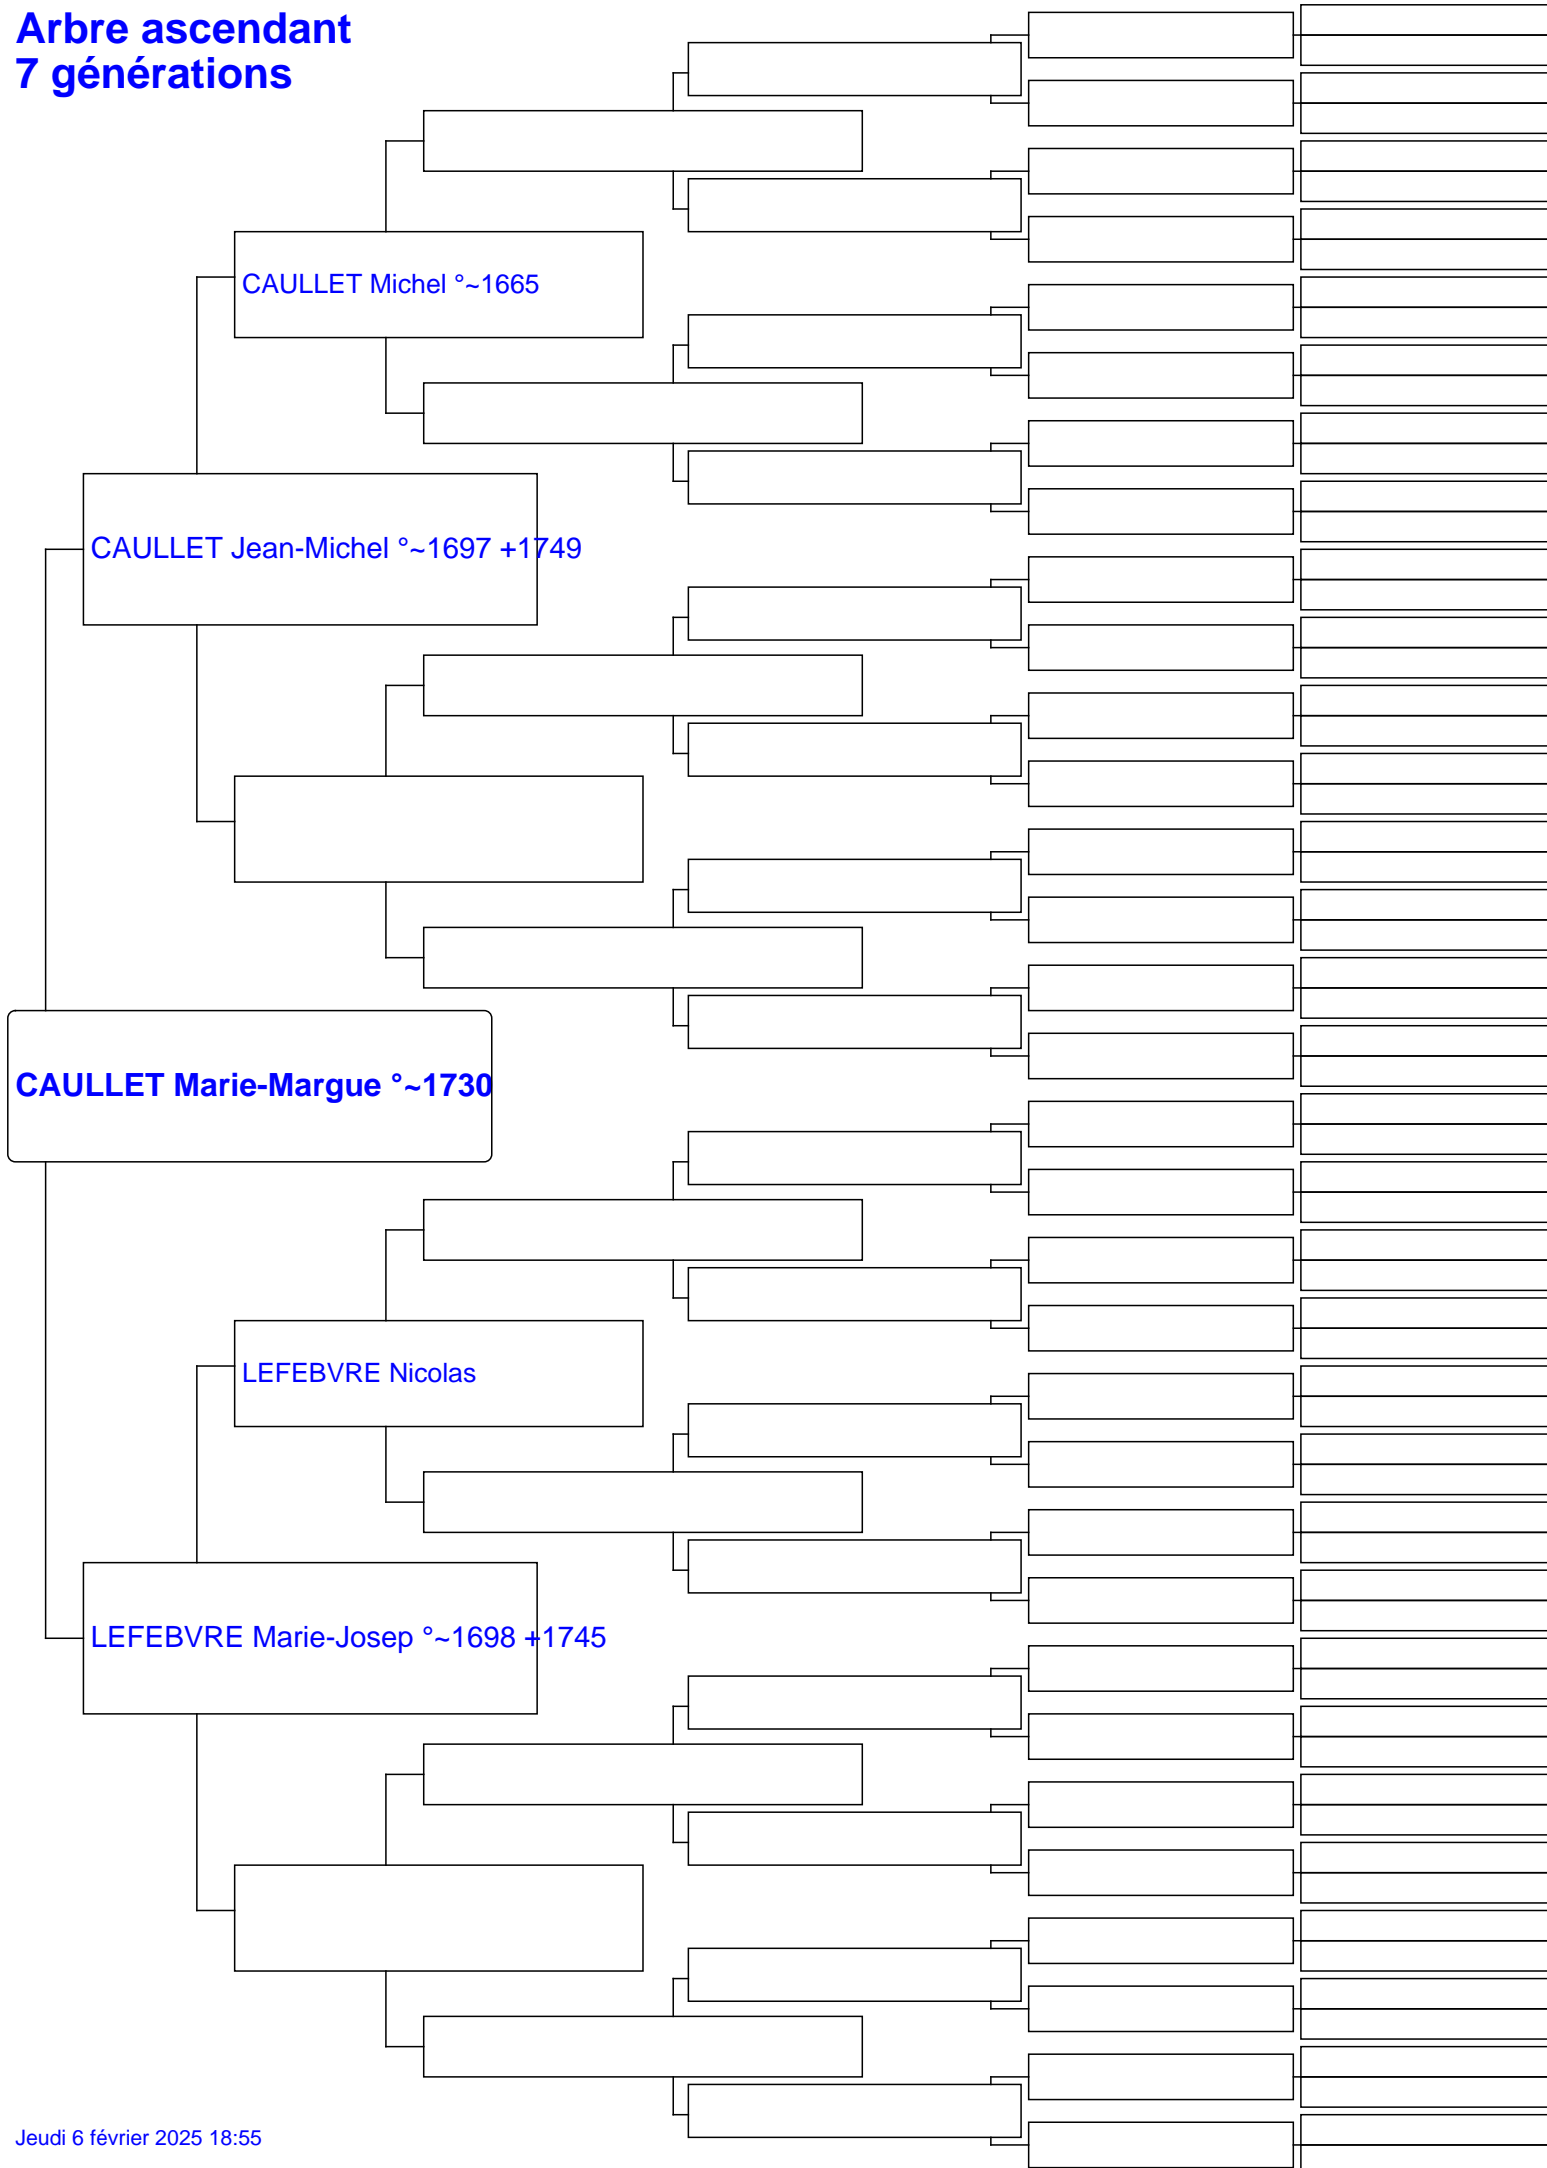 Arbre ascendant
7 générations
CAULLET Michel °~1665
CAULLET Jean-Michel °~1697 +1749
CAULLET Marie-Margue °~1730
LEFEBVRE Nicolas
LEFEBVRE Marie-Josep °~1698 +1745
Jeudi 6 février 2025 18:55